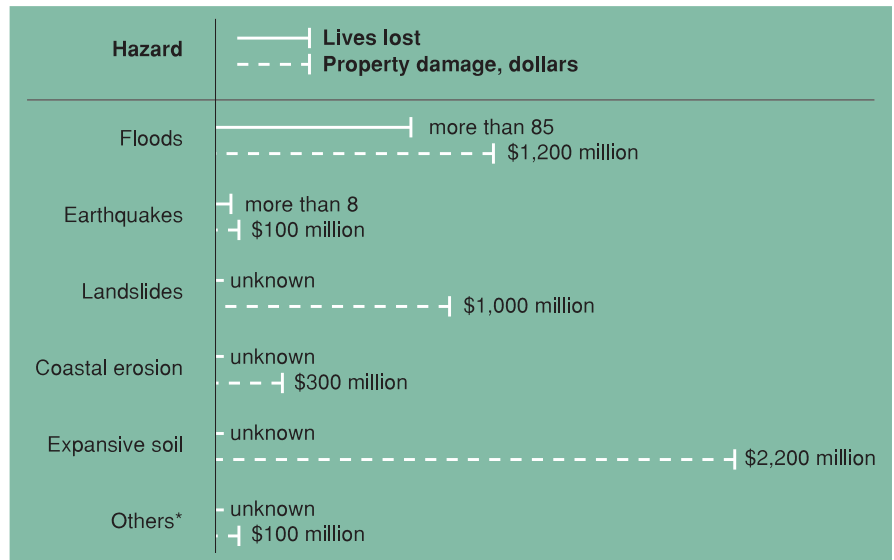 Hazard
Lives lost
Property damage, dollars
Floods
more than 85
$1,200 million
Earthquakes
more than 8
$100 million
Landslides
unknown
$1,000 million
Coastal erosion
unknown
$300 million
Expansive soil
unknown
$2,200 million
Others*
unknown
$100 million